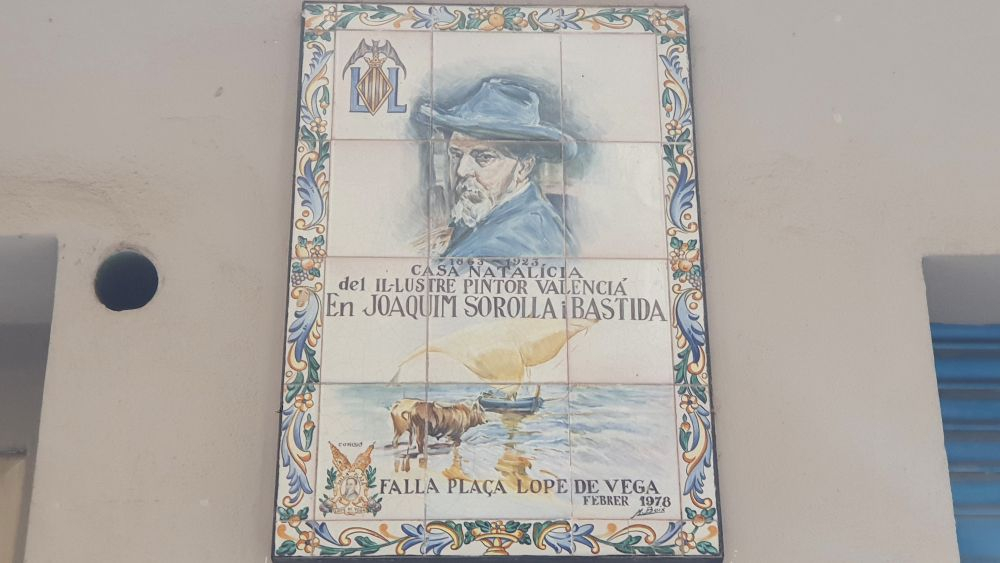 L L
1863 - 1923
CASA NATALÍCIA
del IL-LUSTRE PINTOR VALENCIÁ
En JOAQUIM SOROLLA i BASTIDA
FALLA PLAÇA LOPE DE VEGA
FEBRER 1978